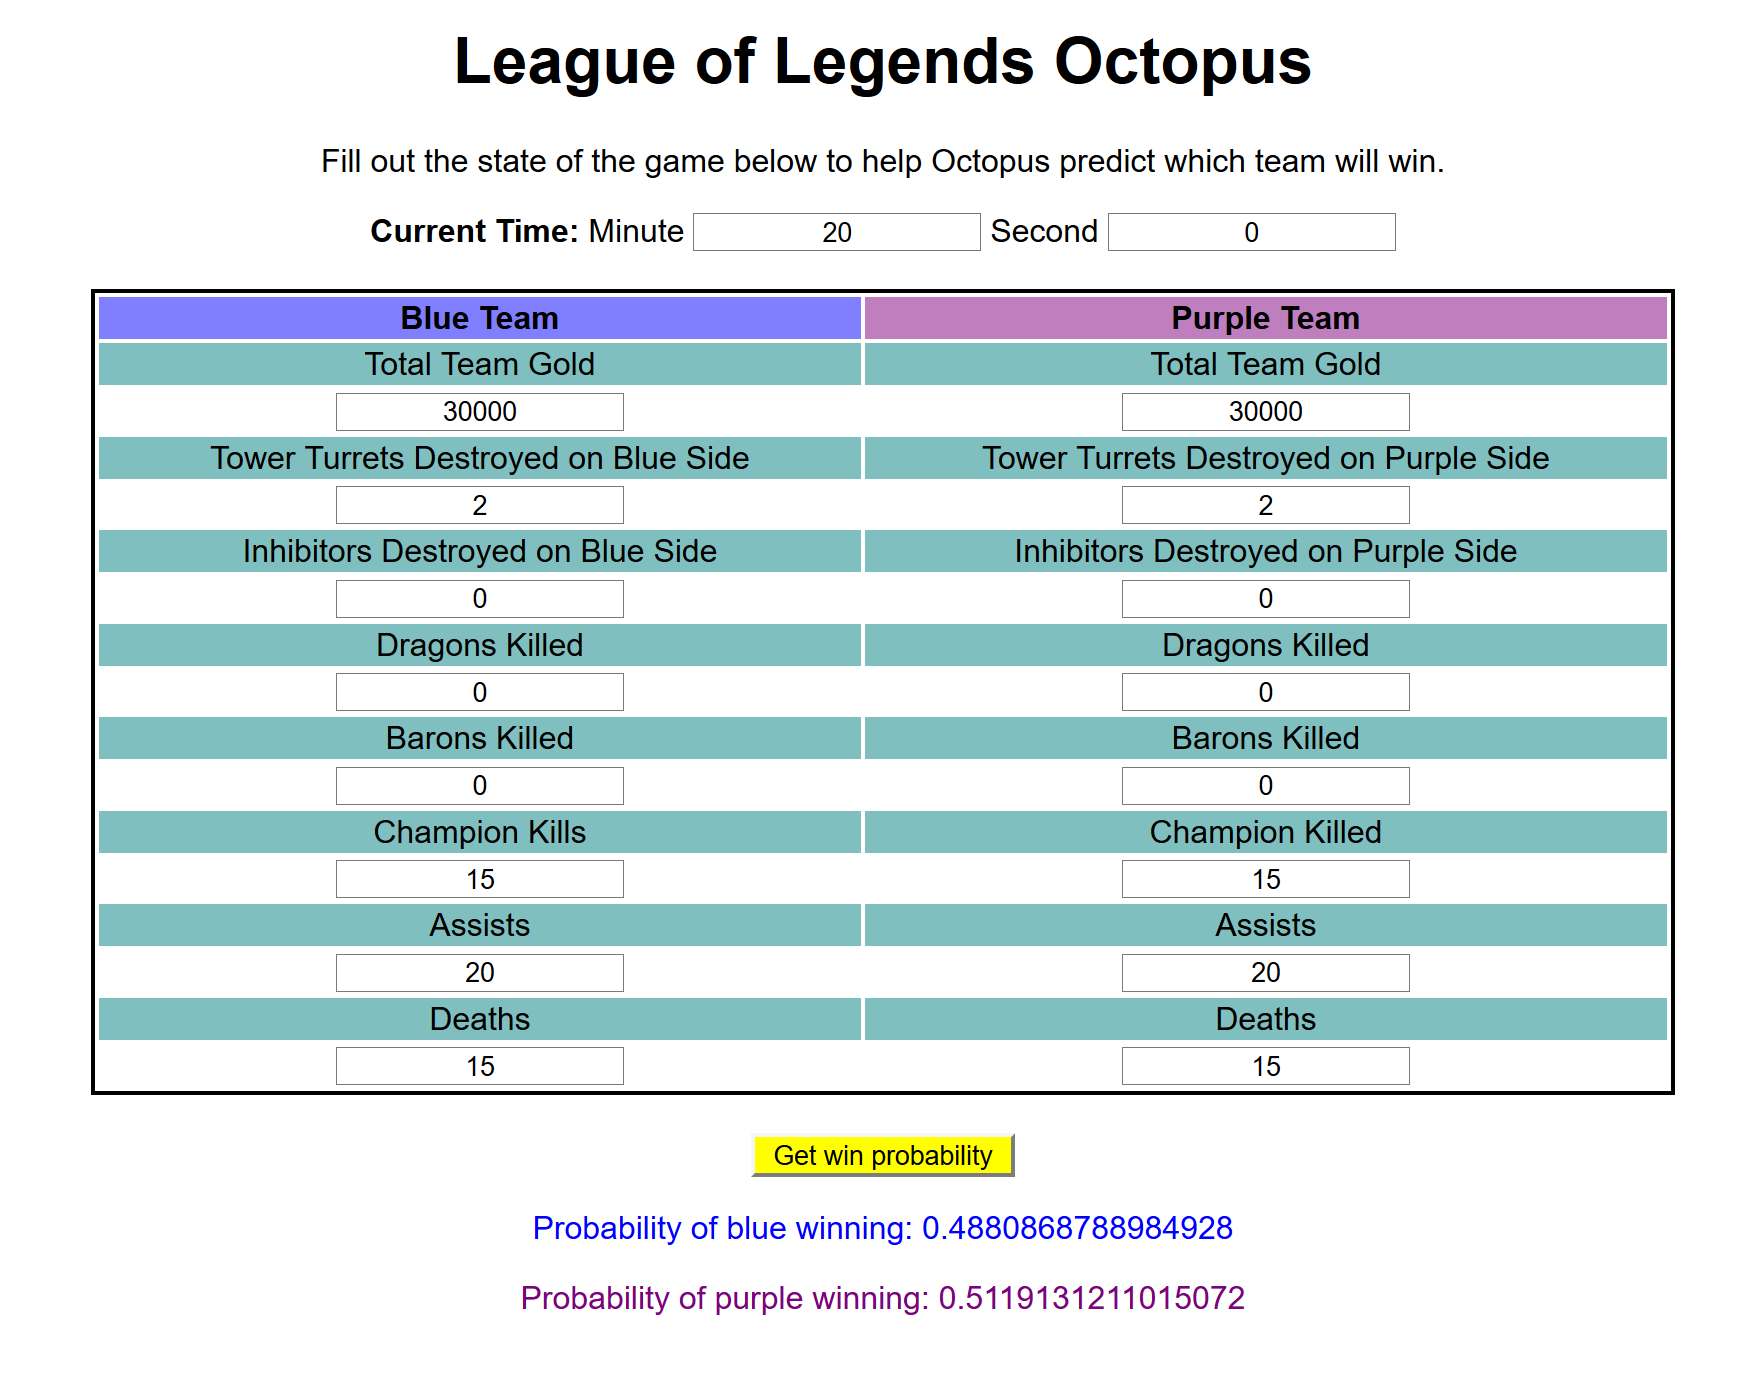 League of Legends Octopus
Fill out the state of the game below to help Octopus predict which team will win.
Current Time: Minute 20 Second 0
Blue Team Purple Team
Total Team Gold Total Team Gold
30000 30000
Tower Turrets Destroyed on Blue Side Tower Turrets Destroyed on Purple Side
2 2
Inhibitors Destroyed on Blue Side Inhibitors Destroyed on Purple Side
0 0
Dragons Killed Dragons Killed
0 0
Barons Killed Barons Killed
0 0
Champion Kills Champion Killed
15 15
Assists Assists
20 20
Deaths Deaths
15 15
Get win probability
Probability of blue winning: 0.4880868788984928
Probability of purple winning: 0.5119131211015072